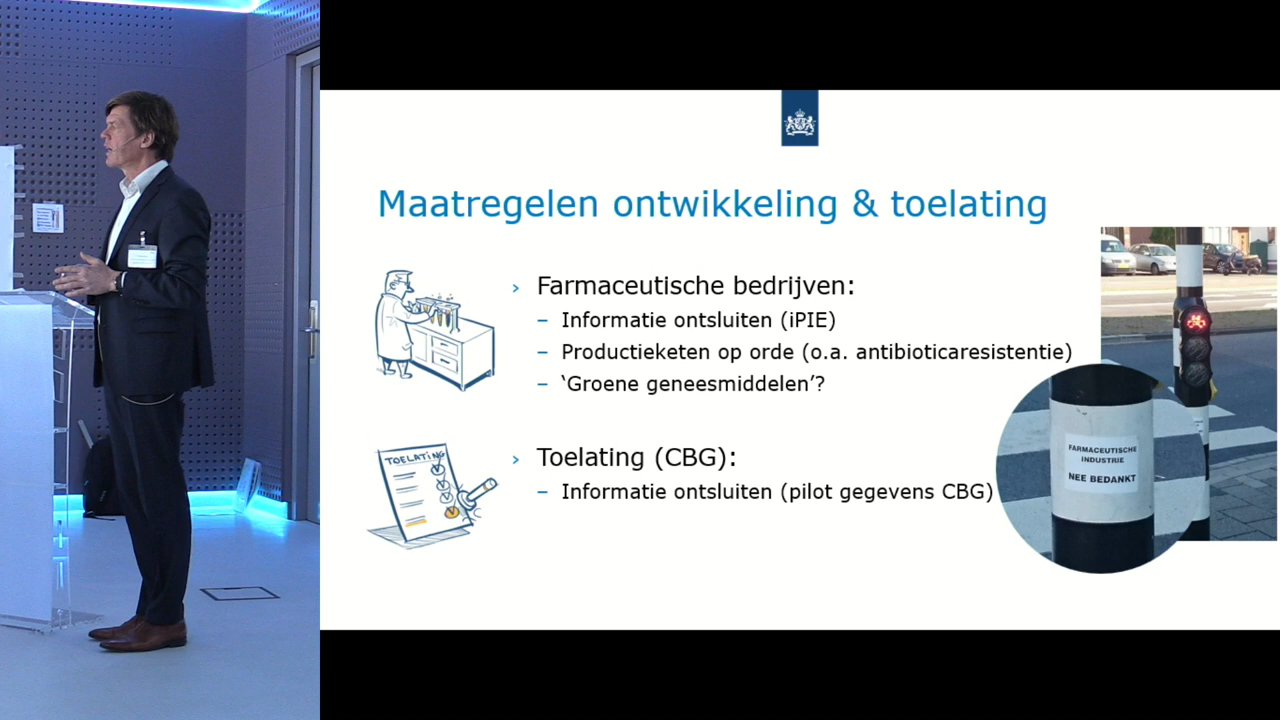 Maatregelen ontwikkeling & toelating
› Farmaceutische bedrijven:
– Informatie ontsluiten (iPIE)
– Productieketen op orde (o.a. antibioticaresistentie)
– ‘Groene geneesmiddelen’?
TOELATING
› Toelating (CBG):
– Informatie ontsluiten (pilot gegevens CBG)
FARMACEUTISCHE
INDUSTRIE
NEE BEDANKT